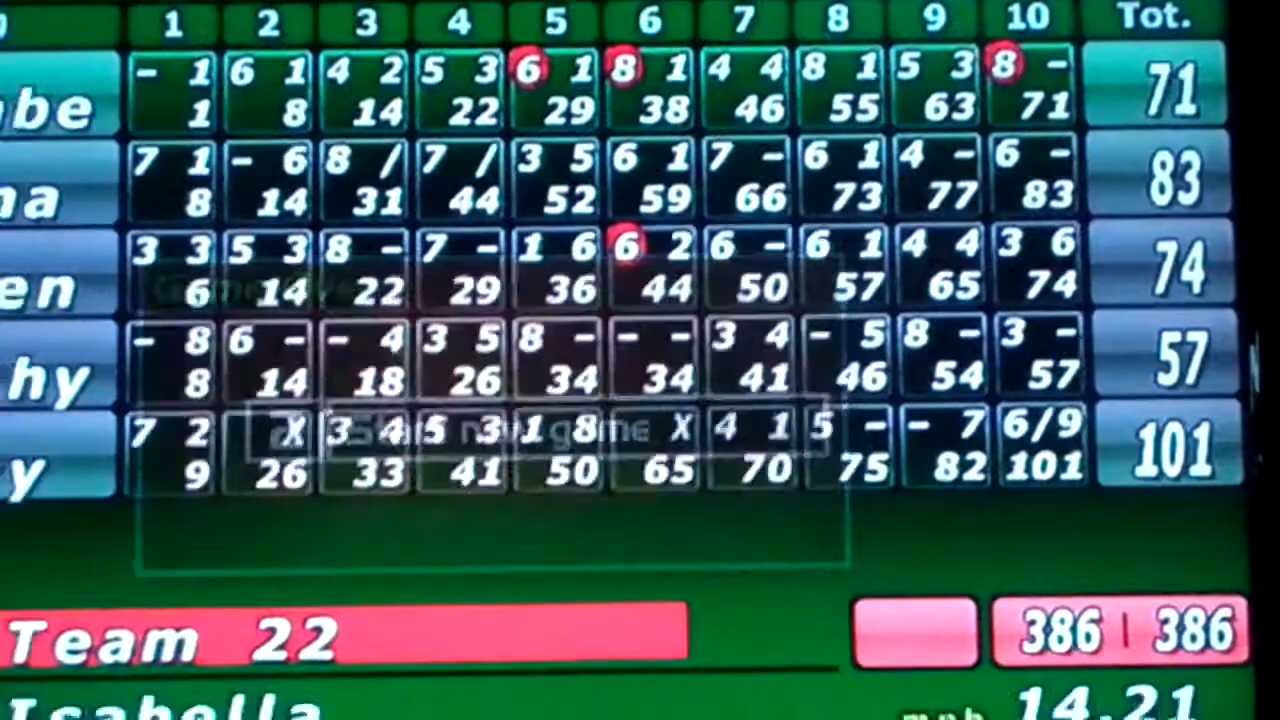 1 2 3 4 5 6 7 8 9 10 Tot.
- 1 6 1 4 2 5 3 6 1 8 1 4 4 8 1 5 3 8 - 71
be 1 8 14 22 29 38 46 55 63 71
7 1 - 6 8 / 7 / 3 5 6 1 7 - 6 1 4 - 6 - 83
na 8 14 31 44 52 59 66 73 77 83
3 3 5 3 8 - 7 - 1 6 6 2 6 - 6 1 4 4 3 6 74
en 6 14 22 29 36 44 50 57 65 74
- 8 6 - - 4 3 5 8 - - - 3 4 - 5 8 - 3 - 57
hy 8 14 18 26 34 34 41 46 54 57
7 2 X 3 4 5 3 1 8 X 4 1 5 - - 7 6/9 101
Start new game
y 9 26 33 41 50 65 70 75 82 101
Team 22 386 | 386
Isabella mph 14.21